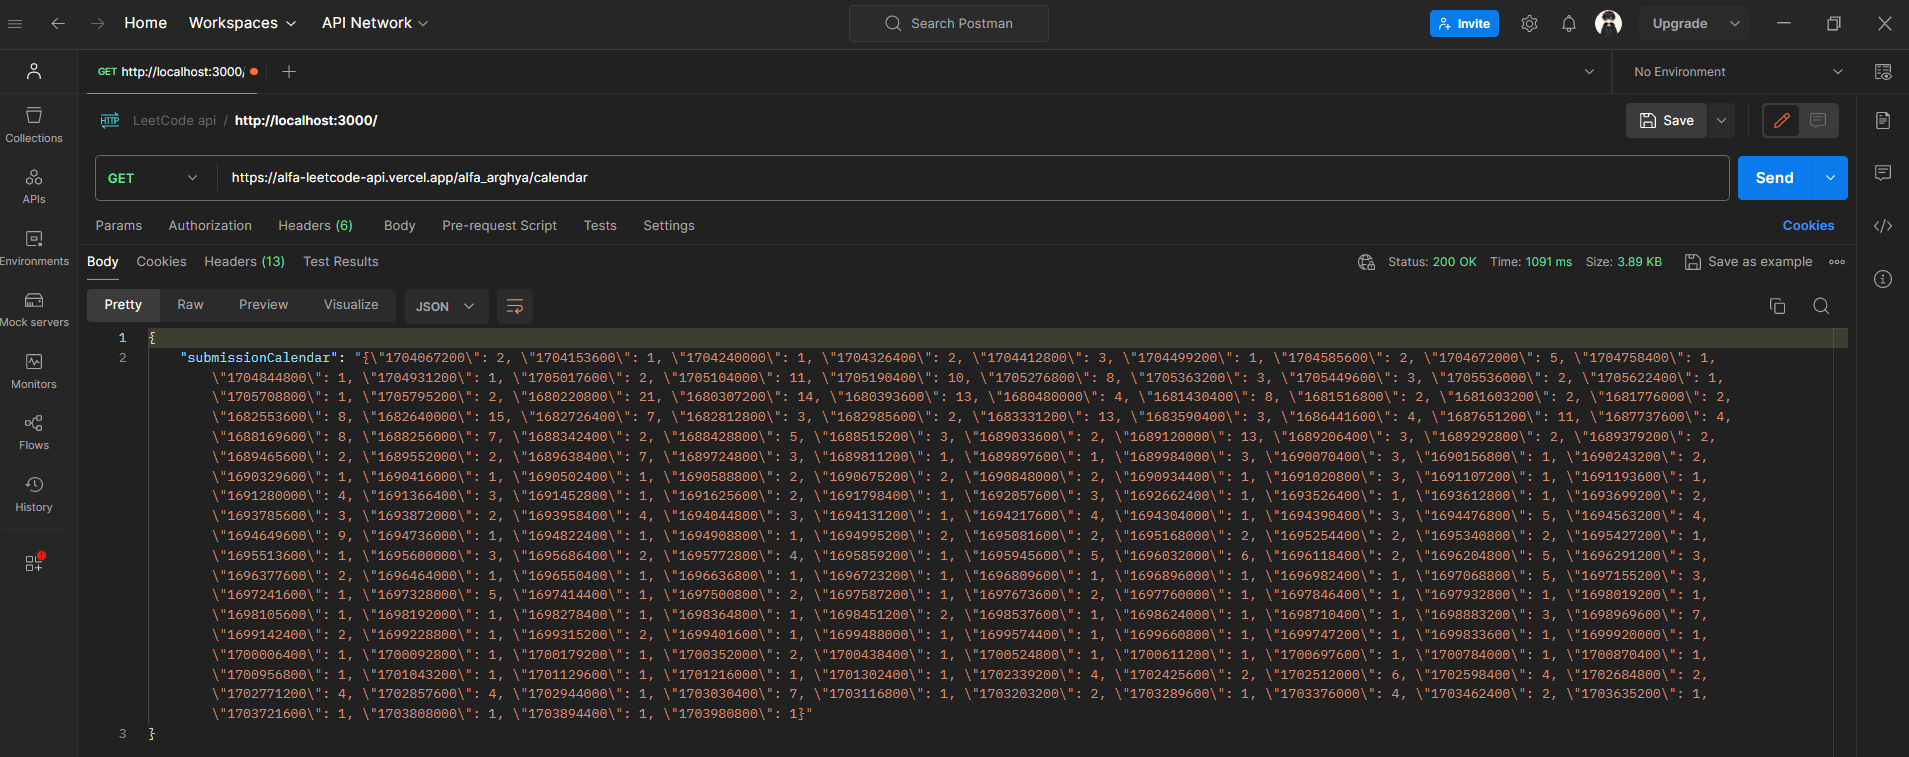 Home Workspaces API Network Search Postman Invite Upgrade
GET http://localhost:3000/ No Environment
LeetCode api / http://localhost:3000/ Save
Collections
GET https://alfa-leetcode-api.vercel.app/alfa_arghya/calendar Send
APIs
Params Authorization Headers (6) Body Pre-request Script Tests Settings Cookies
Environments
Body Cookies Headers (13) Test Results Status: 200 OK Time: 1091 ms Size: 3.89 KB Save as example
Pretty Raw Preview Visualize JSON
Mock servers
Monitors
Flows
History
1 {
2 "submissionCalendar": "{\"1704067200\": 2, \"1704153600\": 1, \"1704240000\": 1, \"1704326400\": 2, \"1704412800\": 3, \"1704499200\": 1, \"1704585600\": 2, \"1704672000\": 5, \"1704758400\": 1,
\"1704844800\": 1, \"1704931200\": 1, \"1705017600\": 2, \"1705104000\": 11, \"1705190400\": 10, \"1705276800\": 8, \"1705363200\": 3, \"1705449600\": 3, \"1705536000\": 2, \"1705622400\": 1,
\"1705708800\": 1, \"1705795200\": 2, \"1680220800\": 21, \"1680307200\": 14, \"1680393600\": 13, \"1680480000\": 4, \"1681430400\": 8, \"1681516800\": 2, \"1681603200\": 2, \"1681776000\": 2,
\"1682553600\": 8, \"1682640000\": 15, \"1682726400\": 7, \"1682812800\": 3, \"1682985600\": 2, \"1683331200\": 13, \"1683590400\": 3, \"1686441600\": 4, \"1687651200\": 11, \"1687737600\": 4,
\"1688169600\": 8, \"1688256000\": 7, \"1688342400\": 2, \"1688428800\": 5, \"1688515200\": 3, \"1689033600\": 2, \"1689120000\": 13, \"1689206400\": 3, \"1689292800\": 2, \"1689379200\": 2,
\"1689465600\": 2, \"1689552000\": 2, \"1689638400\": 7, \"1689724800\": 3, \"1689811200\": 1, \"1689897600\": 1, \"1689984000\": 3, \"1690070400\": 3, \"1690156800\": 1, \"1690243200\": 2,
\"1690329600\": 1, \"1690416000\": 1, \"1690502400\": 1, \"1690588800\": 2, \"1690675200\": 2, \"1690848000\": 2, \"1690934400\": 1, \"1691020800\": 3, \"1691107200\": 1, \"1691193600\": 1,
\"1691280000\": 4, \"1691366400\": 3, \"1691452800\": 1, \"1691625600\": 2, \"1691798400\": 1, \"1692057600\": 3, \"1692662400\": 1, \"1693526400\": 1, \"1693612800\": 1, \"1693699200\": 2,
\"1693785600\": 3, \"1693872000\": 2, \"1693958400\": 4, \"1694044800\": 3, \"1694131200\": 1, \"1694217600\": 4, \"1694304000\": 1, \"1694390400\": 3, \"1694476800\": 5, \"1694563200\": 4,
\"1694649600\": 9, \"1694736000\": 1, \"1694822400\": 1, \"1694908800\": 1, \"1694995200\": 2, \"1695081600\": 2, \"1695168000\": 2, \"1695254400\": 2, \"1695340800\": 2, \"1695427200\": 1,
\"1695513600\": 1, \"1695600000\": 3, \"1695686400\": 2, \"1695772800\": 4, \"1695859200\": 1, \"1695945600\": 5, \"1696032000\": 6, \"1696118400\": 2, \"1696204800\": 5, \"1696291200\": 3,
\"1696377600\": 2, \"1696464000\": 1, \"1696550400\": 1, \"1696636800\": 1, \"1696723200\": 1, \"1696809600\": 1, \"1696896000\": 1, \"1696982400\": 1, \"1697068800\": 5, \"1697155200\": 3,
\"1697241600\": 1, \"1697328000\": 5, \"1697414400\": 1, \"1697500800\": 2, \"1697587200\": 1, \"1697673600\": 2, \"1697760000\": 1, \"1697846400\": 1, \"1697932800\": 1, \"1698019200\": 1,
\"1698105600\": 1, \"1698192000\": 1, \"1698278400\": 1, \"1698364800\": 1, \"1698451200\": 2, \"1698537600\": 1, \"1698624000\": 1, \"1698710400\": 1, \"1698883200\": 3, \"1698969600\": 7,
\"1699142400\": 2, \"1699228800\": 1, \"1699315200\": 2, \"1699401600\": 1, \"1699488000\": 1, \"1699574400\": 1, \"1699660800\": 1, \"1699747200\": 1, \"1699833600\": 1, \"1699920000\": 1,
\"1700006400\": 1, \"1700092800\": 1, \"1700179200\": 1, \"1700352000\": 2, \"1700438400\": 1, \"1700524800\": 1, \"1700611200\": 1, \"1700697600\": 1, \"1700784000\": 1, \"1700870400\": 1,
\"1700956800\": 1, \"1701043200\": 1, \"1701129600\": 1, \"1701216000\": 1, \"1701302400\": 1, \"1702339200\": 4, \"1702425600\": 2, \"1702512000\": 6, \"1702598400\": 4, \"1702684800\": 2,
\"1702771200\": 4, \"1702857600\": 4, \"1702944000\": 1, \"1703030400\": 7, \"1703116800\": 1, \"1703203200\": 2, \"1703289600\": 1, \"1703376000\": 4, \"1703462400\": 2, \"1703635200\": 1,
\"1703721600\": 1, \"1703808000\": 1, \"1703894400\": 1, \"1703980800\": 1}"
3 }